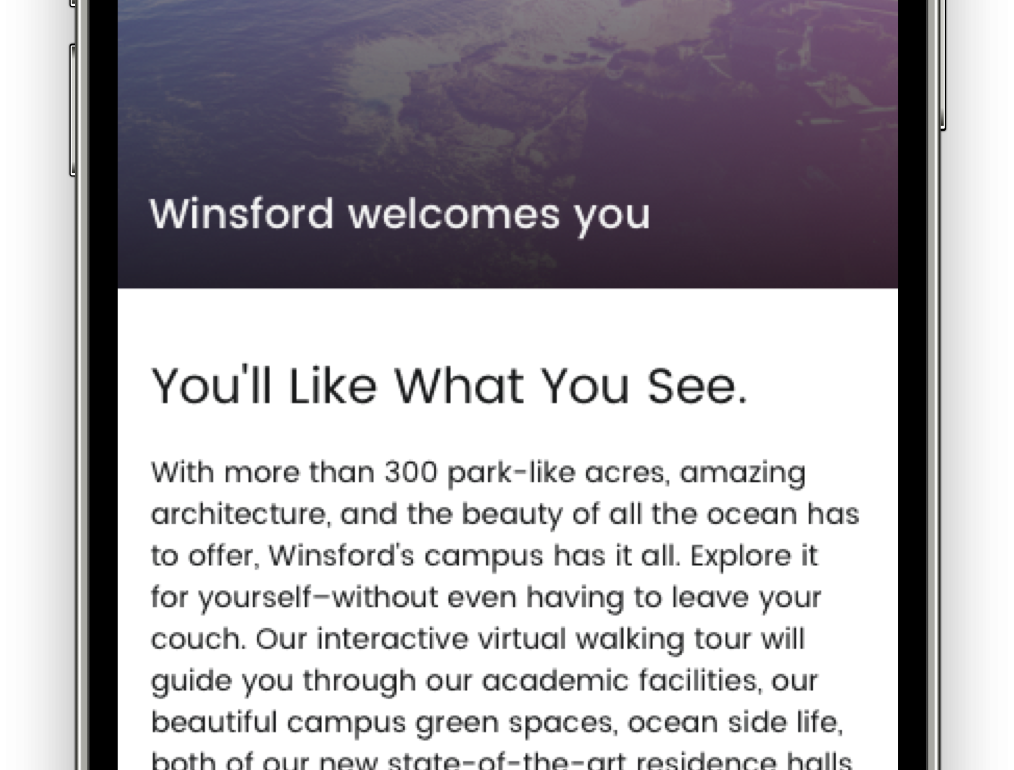 Winsford welcomes you
You'll Like What You See.
With more than 300 park-like acres, amazing
architecture, and the beauty of all the ocean has
to offer, Winsford's campus has it all. Explore it
for yourself–without even having to leave your
couch. Our interactive virtual walking tour will
guide you through our academic facilities, our
beautiful campus green spaces, ocean side life,
both of our new state-of-the-art residence halls